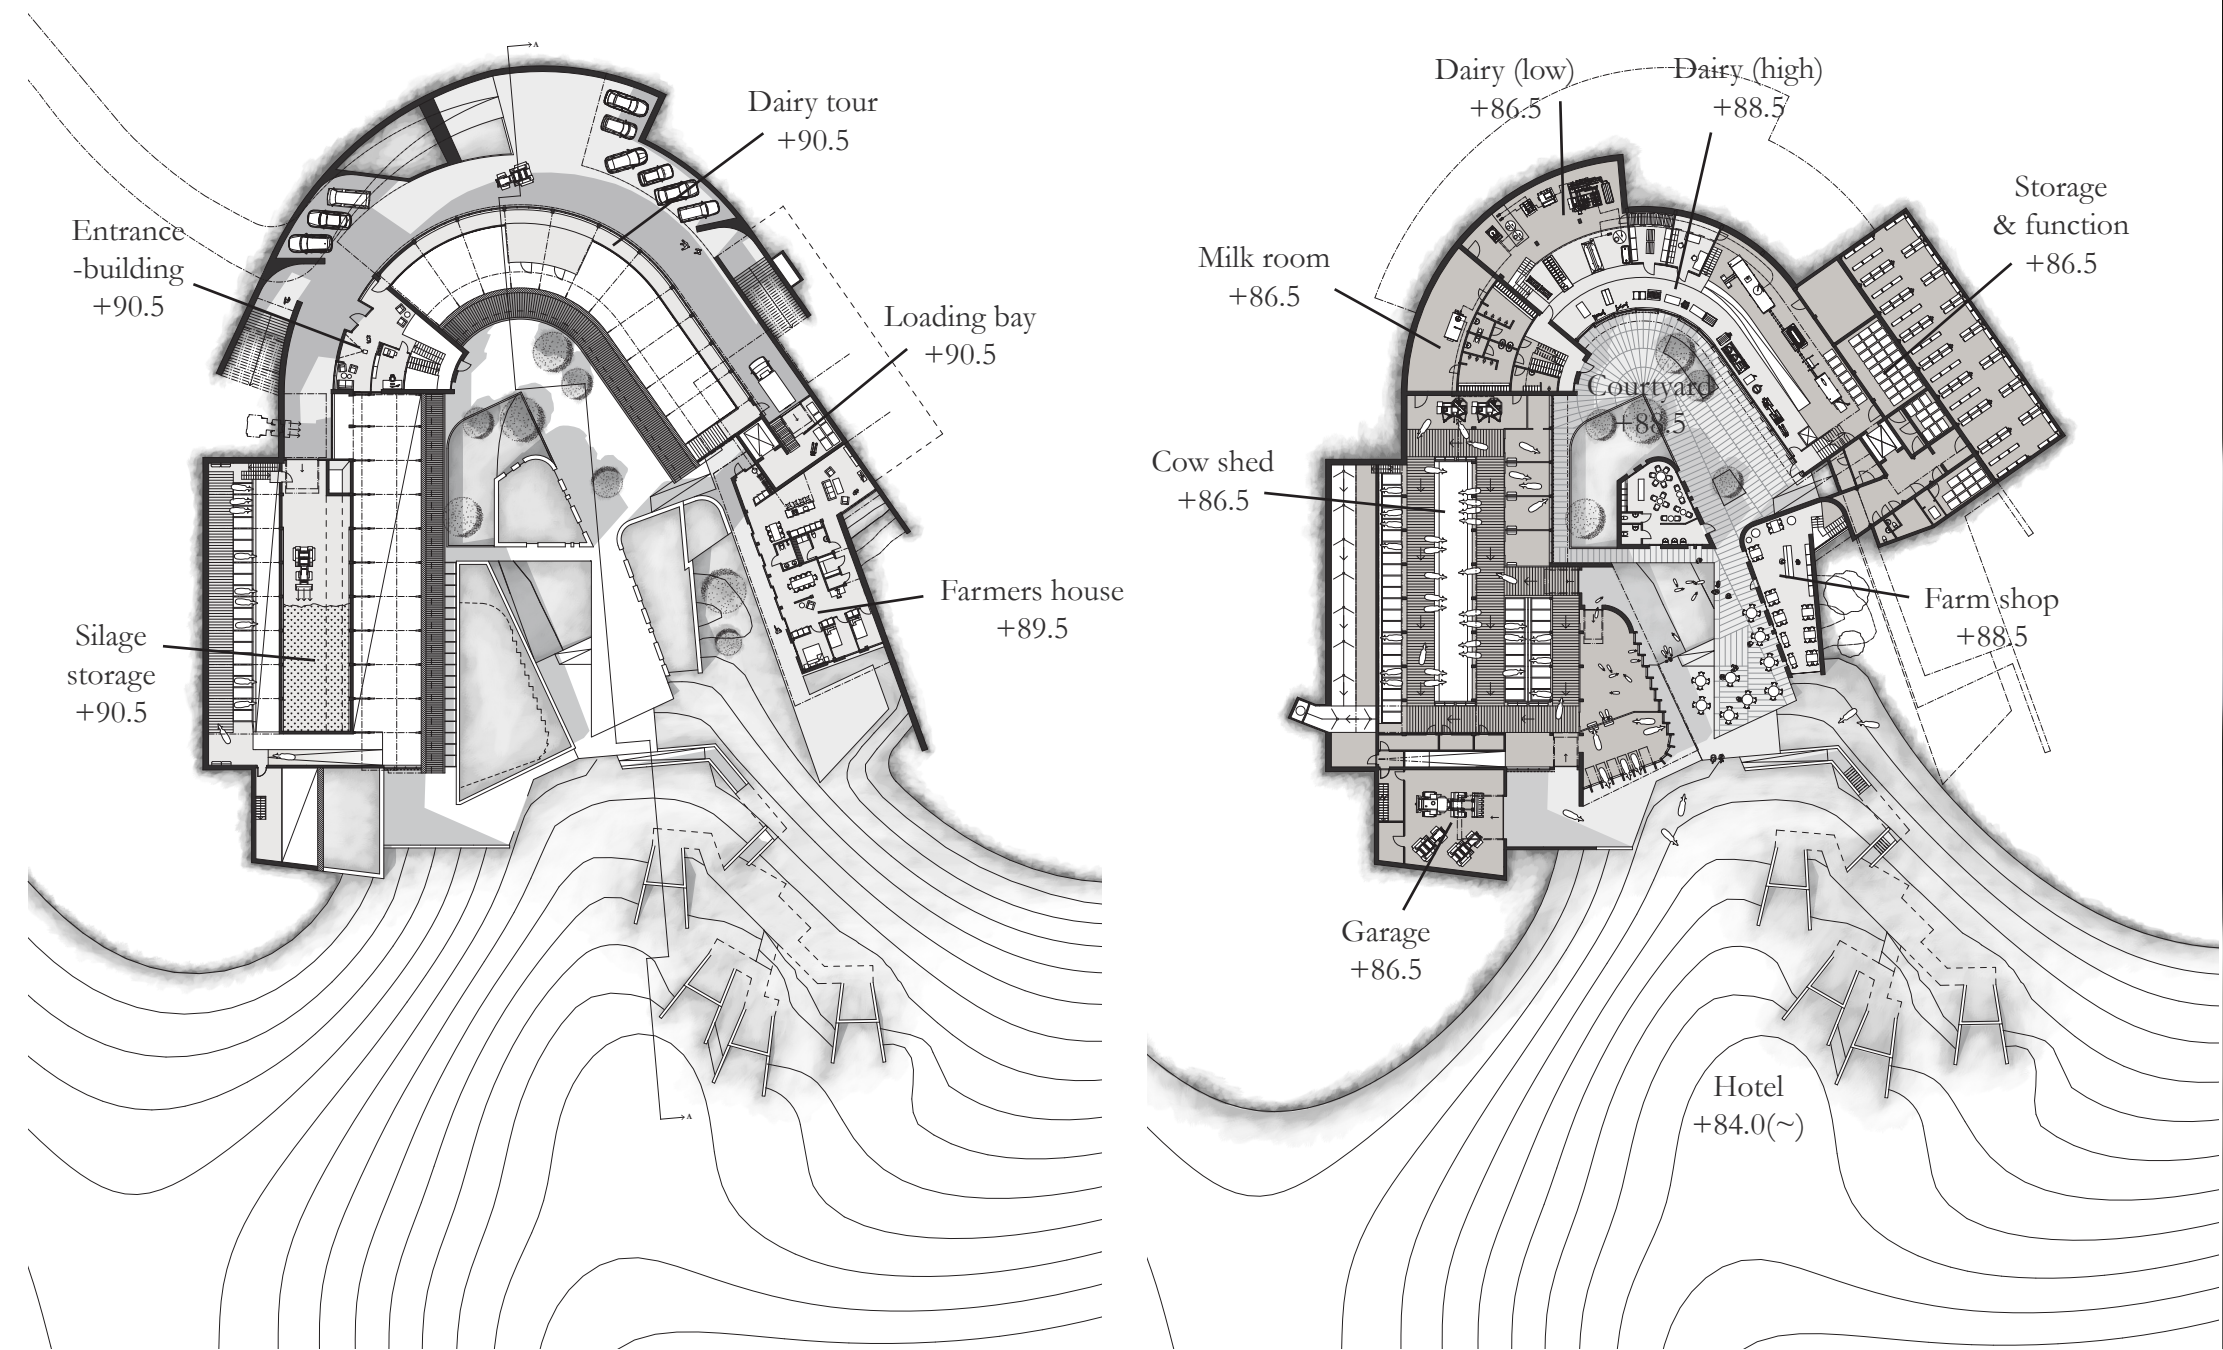 A
Dairy tour
+90.5
Entrance
-building
+90.5
Loading bay
+90.5
Farmers house
+89.5
Silage
storage
+90.5
A
Dairy (low)
+86.5
Dairy (high)
+88.5
Storage
& function
+86.5
Milk room
+86.5
Courtyard
+88.5
Cow shed
+86.5
Farm shop
+88.5
Garage
+86.5
Hotel
+84.0(~)